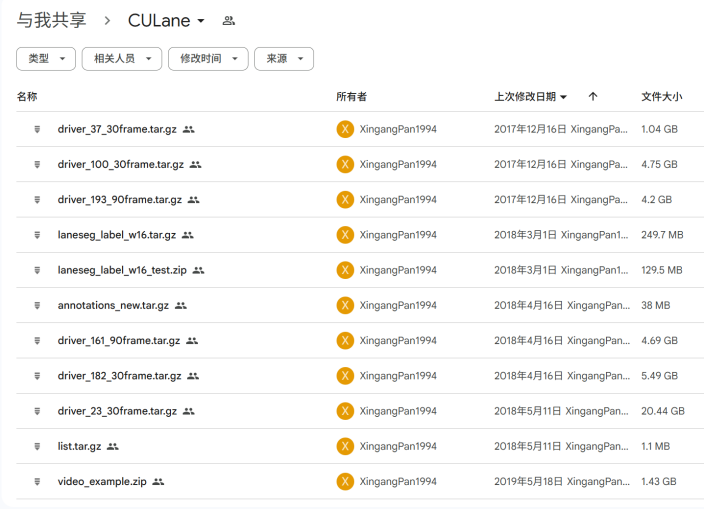 与我共享 > CULane
类型 相关人员 修改时间 来源
名称 所有者 上次修改日期 文件大小
driver_37_30frame.tar.gz X XingangPan1994 2017年12月16日 XingangPa... 1.04 GB
driver_100_30frame.tar.gz X XingangPan1994 2017年12月16日 XingangPa... 4.75 GB
driver_193_90frame.tar.gz X XingangPan1994 2017年12月16日 XingangPa... 4.2 GB
laneseg_label_w16.tar.gz X XingangPan1994 2018年3月1日 XingangPan1... 249.7 MB
laneseg_label_w16_test.zip X XingangPan1994 2018年3月1日 XingangPan1... 129.5 MB
annotations_new.tar.gz X XingangPan1994 2018年4月16日 XingangPan... 38 MB
driver_161_90frame.tar.gz X XingangPan1994 2018年4月16日 XingangPan... 4.69 GB
driver_182_30frame.tar.gz X XingangPan1994 2018年4月16日 XingangPan... 5.49 GB
driver_23_30frame.tar.gz X XingangPan1994 2018年5月11日 XingangPan... 20.44 GB
list.tar.gz X XingangPan1994 2018年5月11日 XingangPan... 1.1 MB
video_example.zip X XingangPan1994 2019年5月18日 XingangPan... 1.43 GB